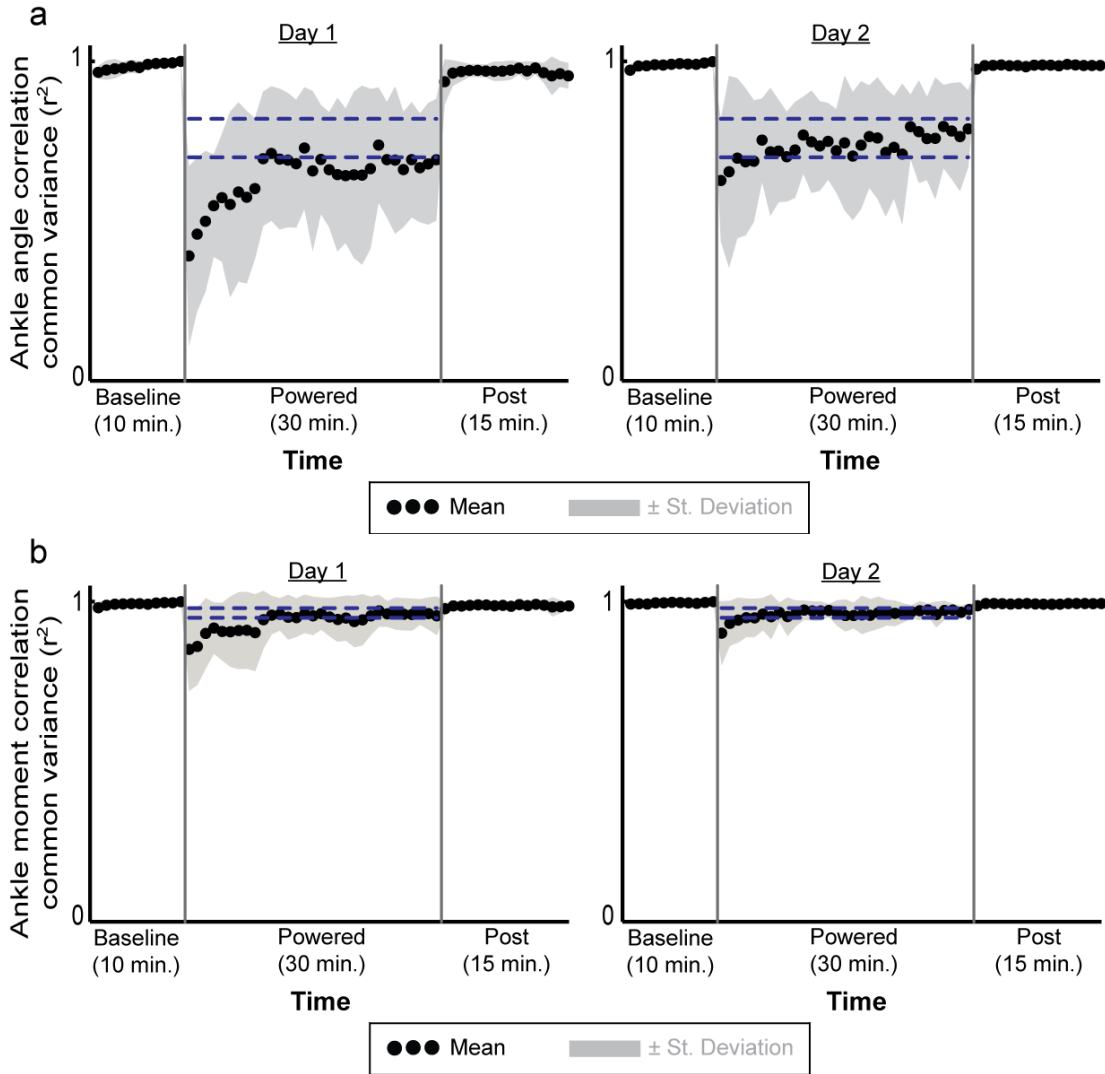 a
Day 1
Day 2
Ankle angle correlation
common variance (r²)
1
0
1
0
Baseline
(10 min.)
Powered
(30 min.)
Post
(15 min.)
Baseline
(10 min.)
Powered
(30 min.)
Post
(15 min.)
Time
Time
Mean
± St. Deviation
b
Day 1
Day 2
Ankle moment correlation
common variance (r²)
1
0
1
0
Baseline
(10 min.)
Powered
(30 min.)
Post
(15 min.)
Baseline
(10 min.)
Powered
(30 min.)
Post
(15 min.)
Time
Time
Mean
± St. Deviation